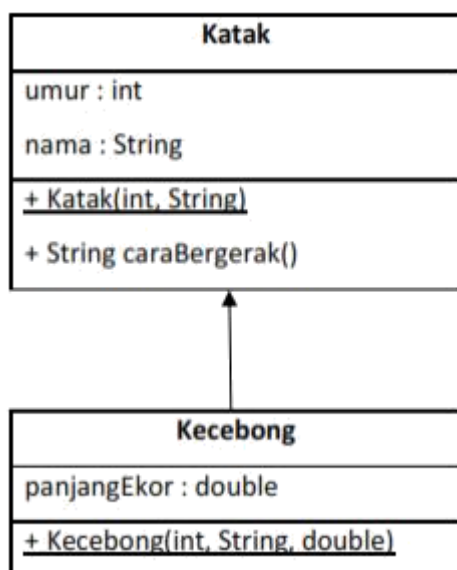 Katak
umur : int
nama : String
+ Katak(int, String)
+ String caraBergerak()
Kecebong
panjangEkor : double
+ Kecebong(int, String, double)